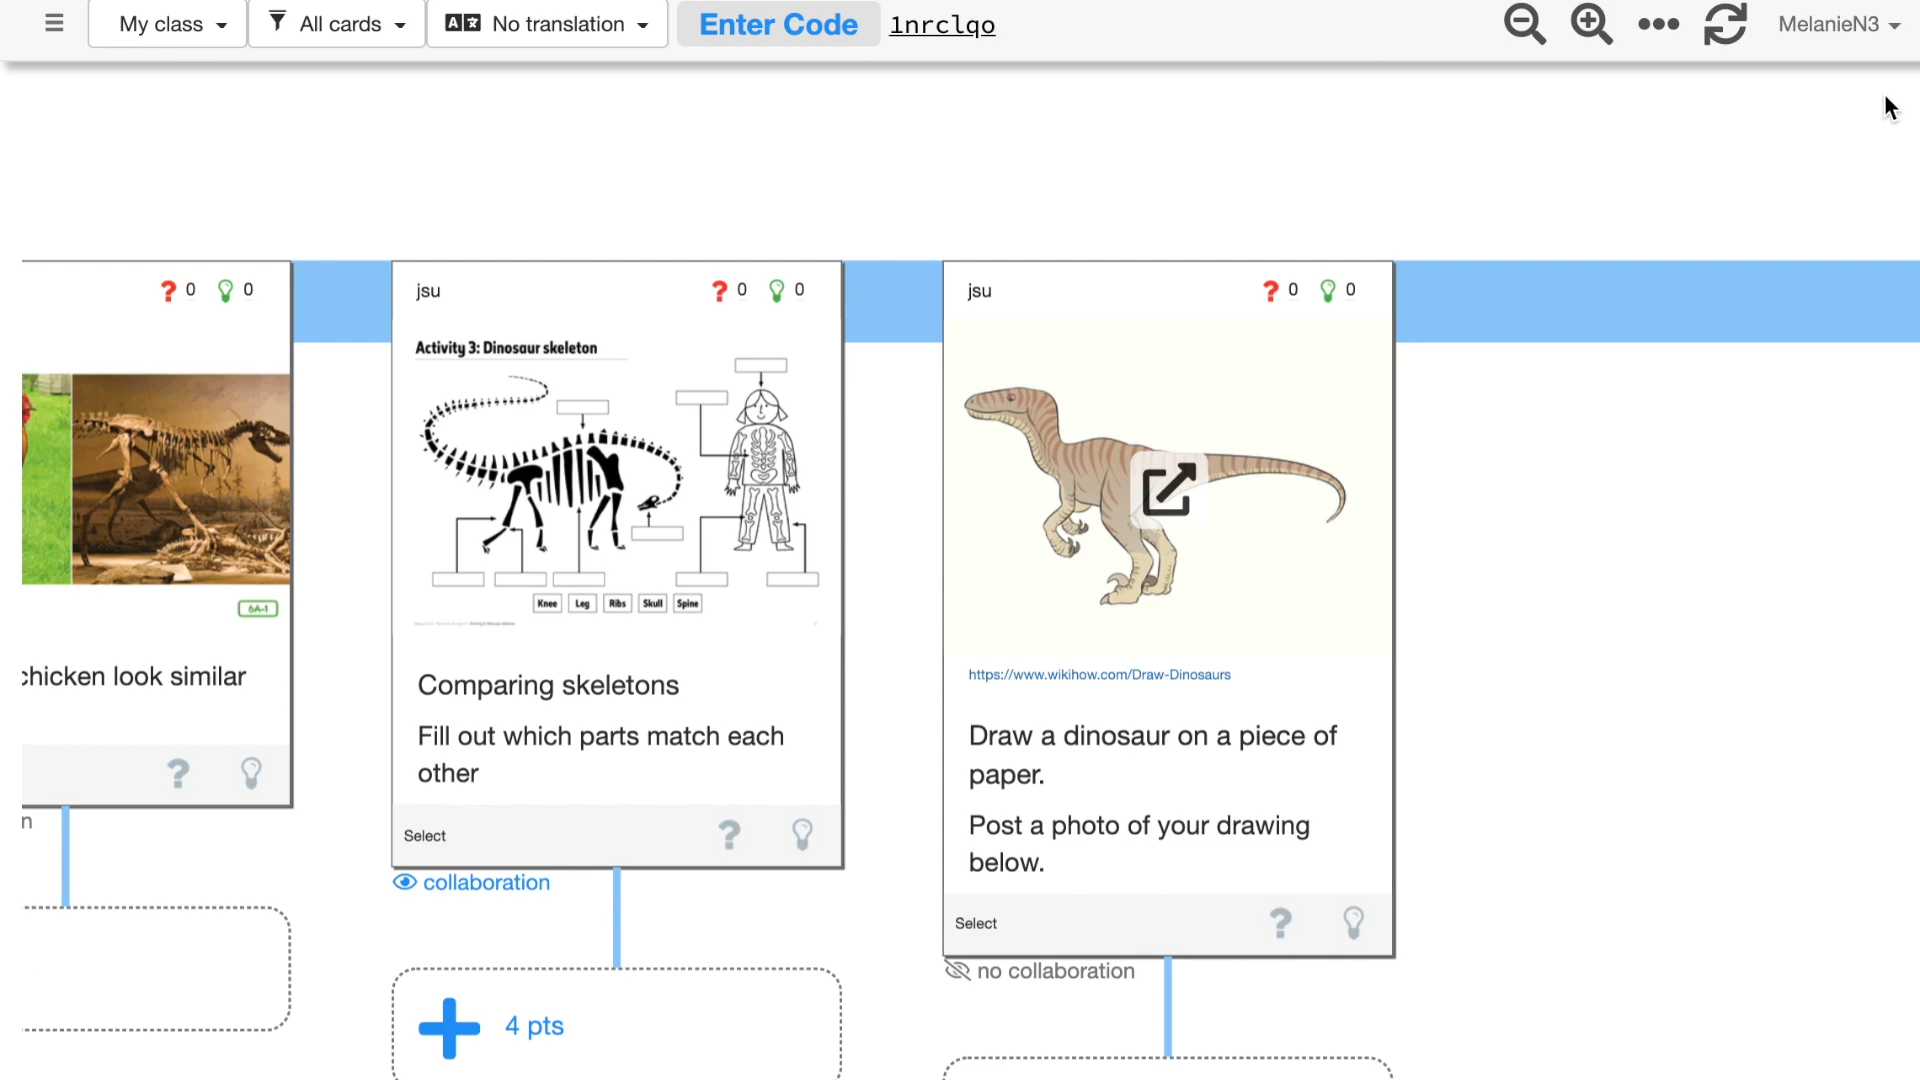 My class
All cards
No translation
Enter Code
1nrclqo
MelanieN3
0
0
6A-1
chicken look similar
n
jsu
0
0
Activity 3: Dinosaur skeleton
Knee
Leg
Ribs
Skull
Spine
Comparing skeletons
Fill out which parts match each
other
Select
collaboration
4 pts
jsu
0
0
https://www.wikihow.com/Draw-Dinosaurs
Draw a dinosaur on a piece of
paper.
Post a photo of your drawing
below.
Select
no collaboration